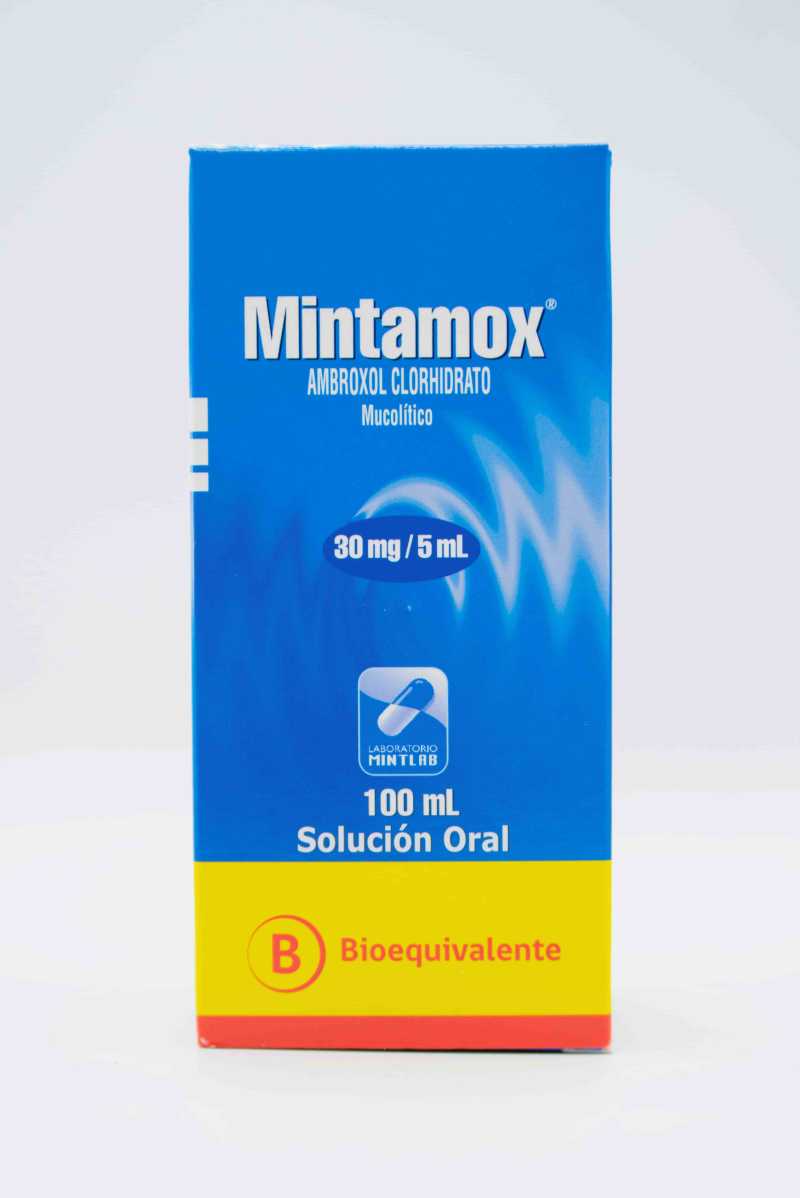 Mintamox®
AMBROXOL CLORHIDRATO
Mucolítico
30 mg / 5 mL
LABORATORIO
MINTLAB
100 mL
Solución Oral
B Bioequivalente